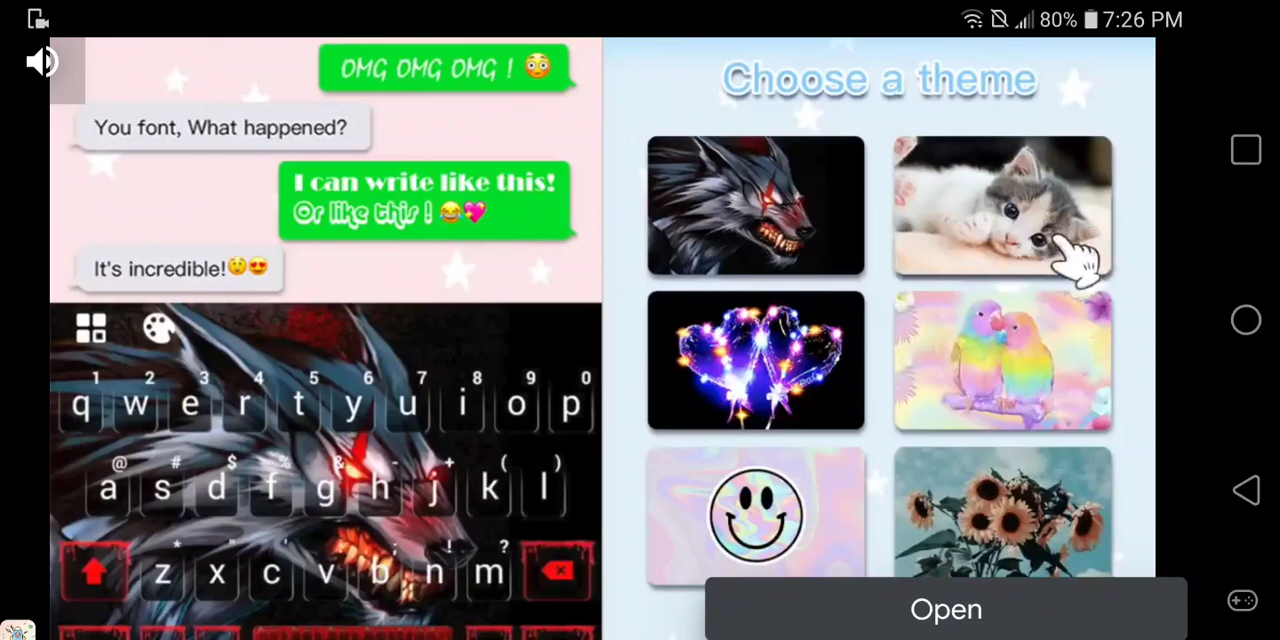 80% 7:26 PM
OMG OMG OMG ! 😳
You font, What happened?
I can write like this!
Or like this ! 😂💖
It's incredible!😲😍
Choose a theme
1 2 3 4 5 6 7 8 9 0
q w e r t y u i o p
@ # $ % & - + ( )
a s d f g h j k l
* " ' : ; ! ?
z x c v b n m
Open